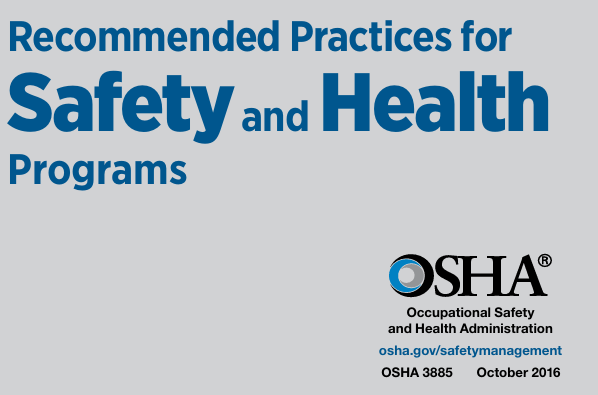 Recommended Practices for
Safety and Health
Programs
OSHA®
Occupational Safety
and Health Administration
osha.gov/safetymanagement
OSHA 3885 October 2016